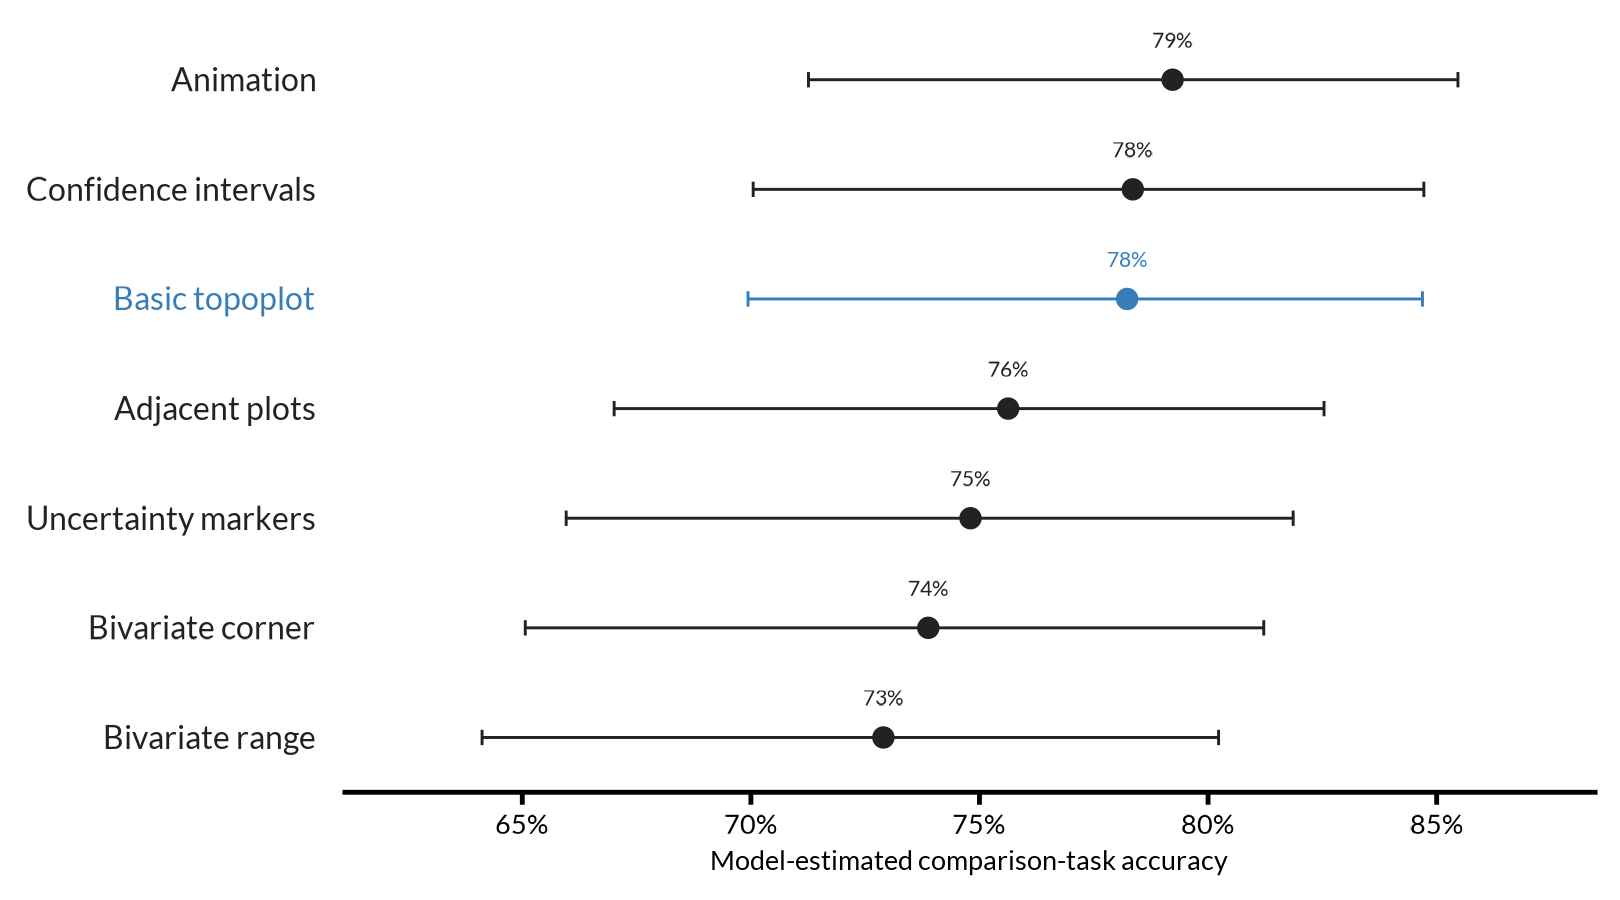 79%
Animation
78%
Confidence intervals
78%
Basic topoplot
76%
Adjacent plots
75%
Uncertainty markers
74%
Bivariate corner
73%
Bivariate range
65% 70% 75% 80% 85%
Model-estimated comparison-task accuracy